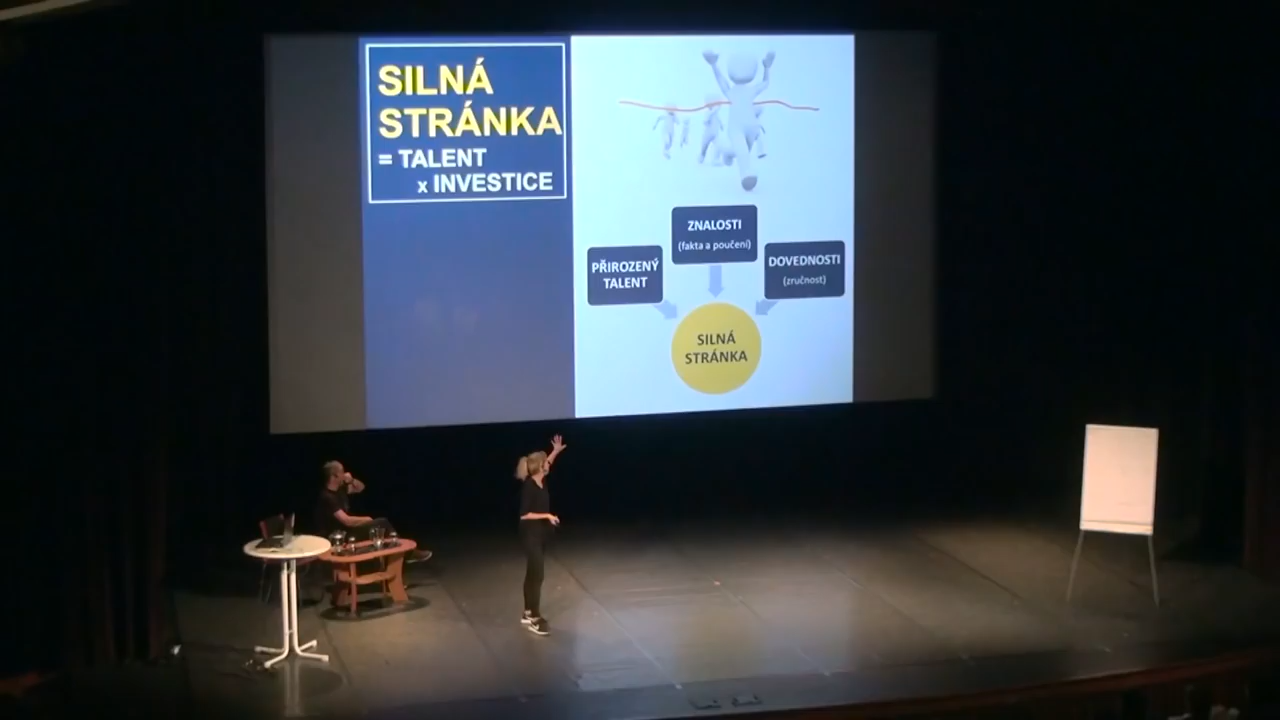 SILNÁ
STRÁNKA
= TALENT
x INVESTICE
ZNALOSTI
(fakta a poučení)
PŘIROZENÝ
TALENT
DOVEDNOSTI
(zručnost)
SILNÁ
STRÁNKA